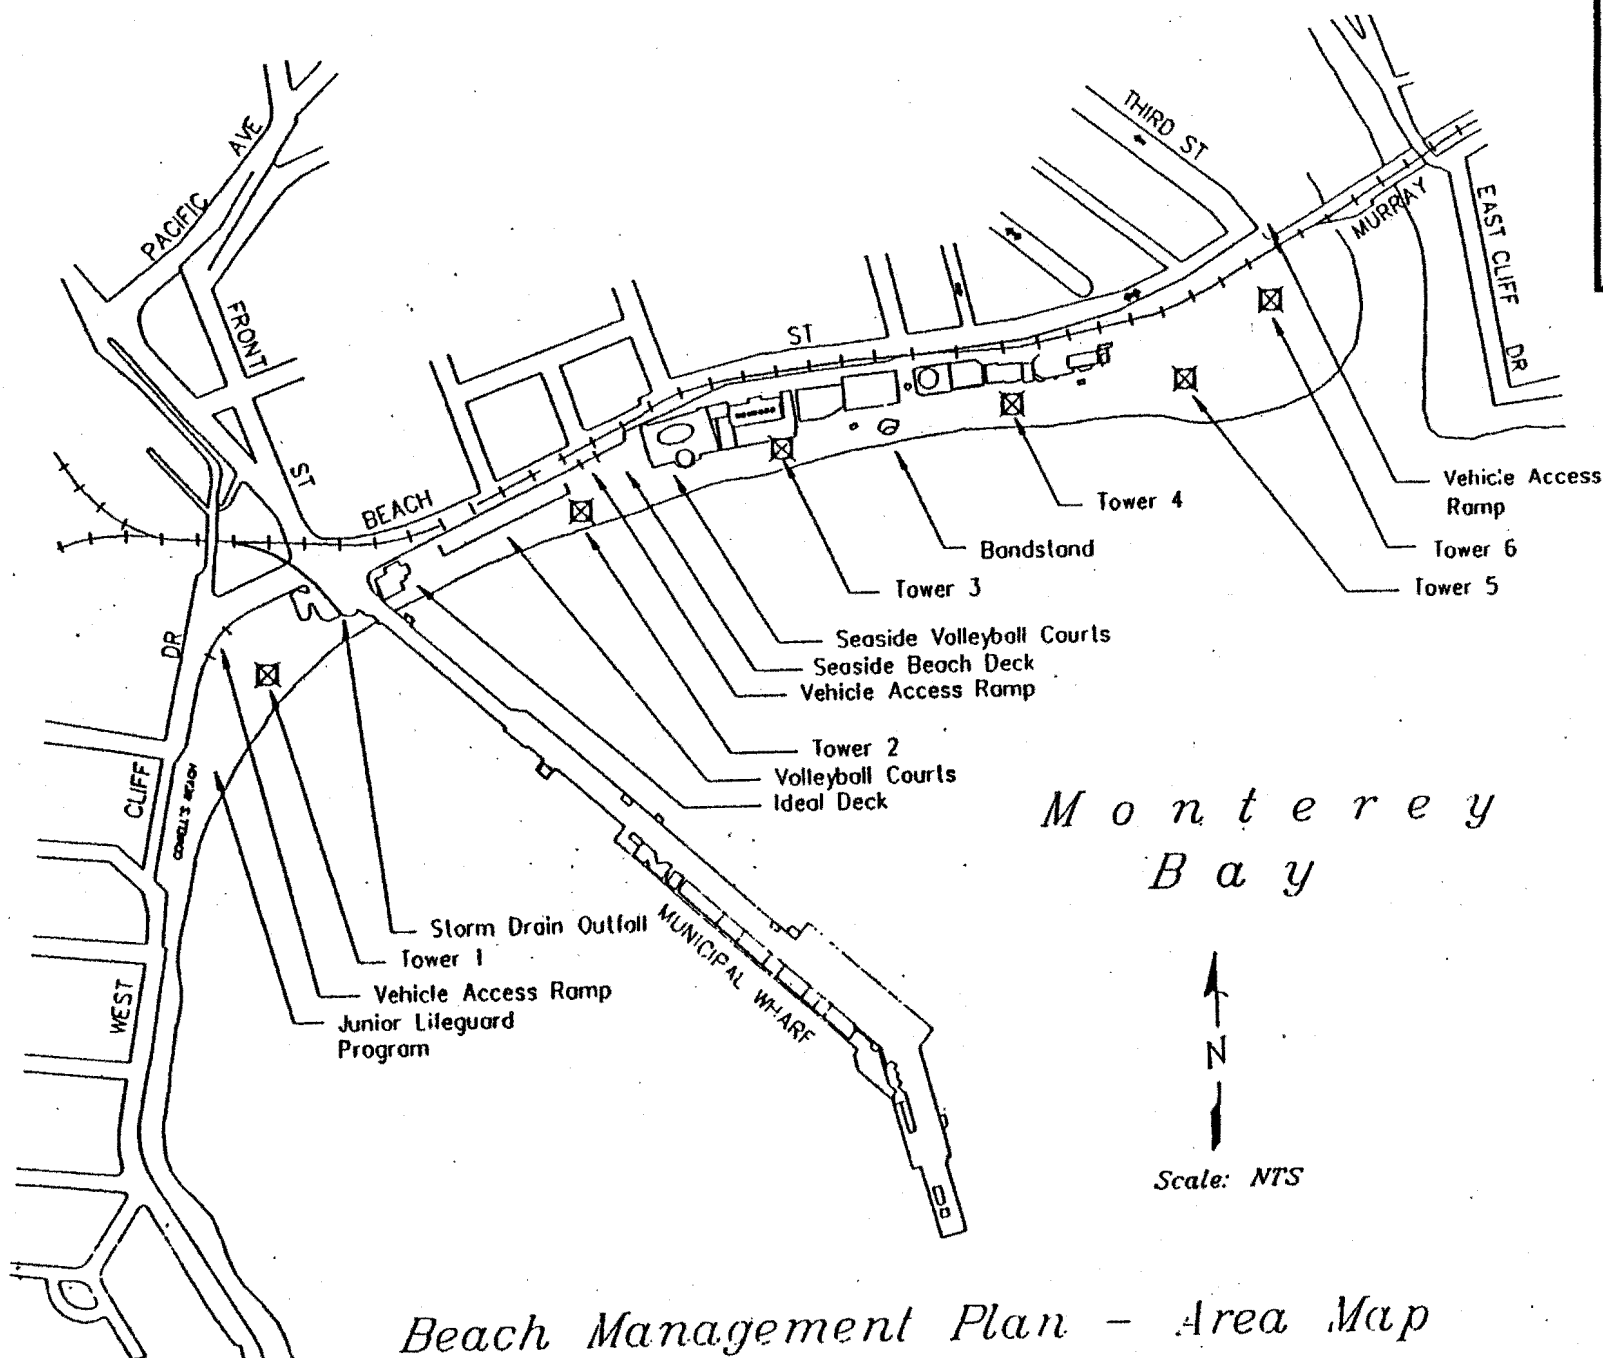 THIRD ST
PACIFIC AVE
MURRAY
EAST CLIFF DR
FRONT ST
BEACH ST
Vehicle Access
Ramp
Tower 4
Tower 6
Bandstand
Tower 5
Tower 3
Seaside Volleyball Courts
Seaside Beach Deck
Vehicle Access Ramp
Tower 2
Volleyball Courts
Ideal Deck
WEST CLIFF DR
COWELL'S BEACH
Monterey
Bay
Storm Drain Outfall
Tower 1
Vehicle Access Ramp
Junior Lifeguard
Program
MUNICIPAL WHARF
N
Scale: NTS
Beach Management Plan - Area Map